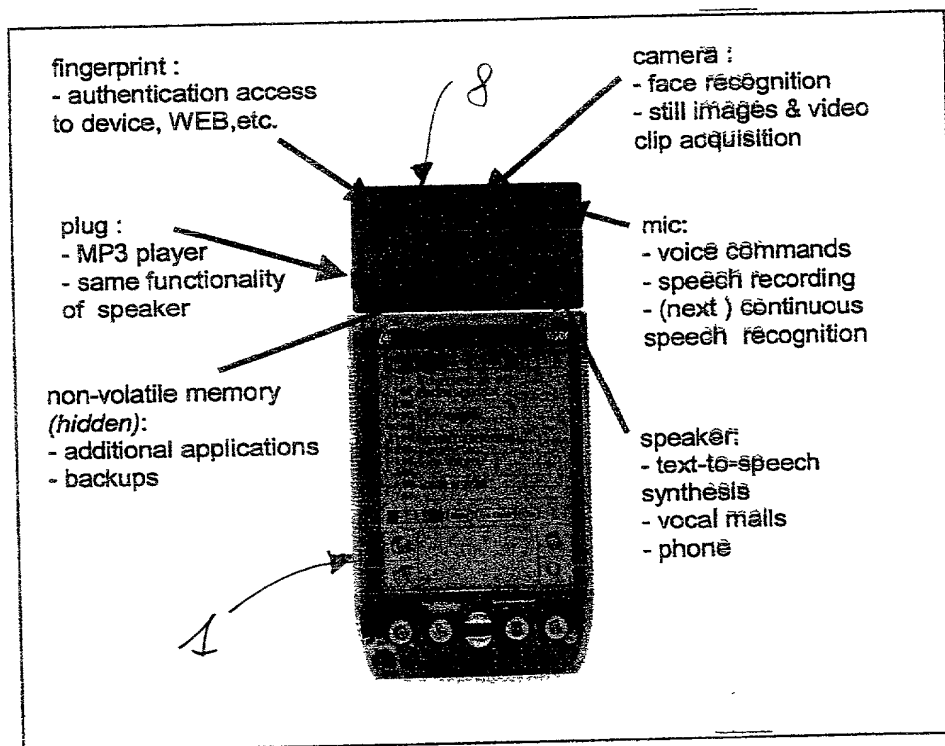 fingerprint :
- authentication access
to device, WEB,etc.
8
camera :
- face recognition
- still images & video
clip acquisition
plug :
- MP3 player
- same functionality
of speaker
mic:
- voice commands
- speech recording
- (next ) continuous
speech recognition
non-volatile memory
(hidden):
- additional applications
- backups
speaker:
- text-to-speech
synthesis
- vocal mails
- phone
1